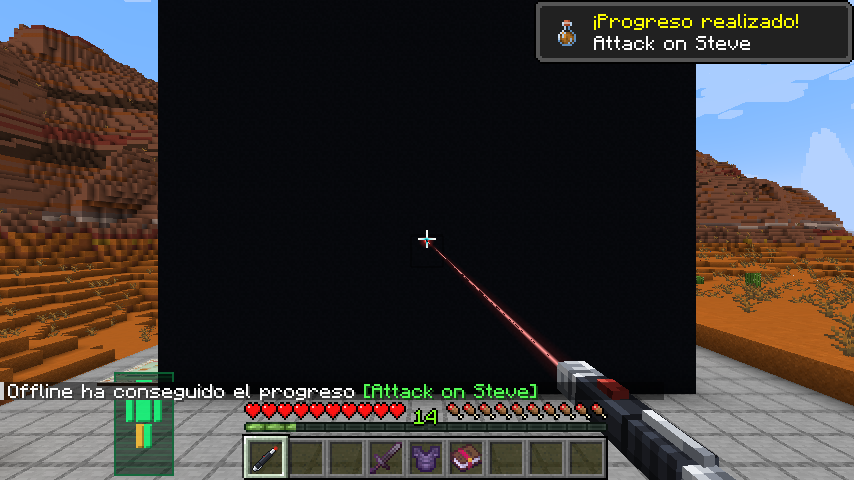 ¡Progreso realizado!
Attack on Steve
Offline ha conseguido el progreso [Attack on Steve]
14